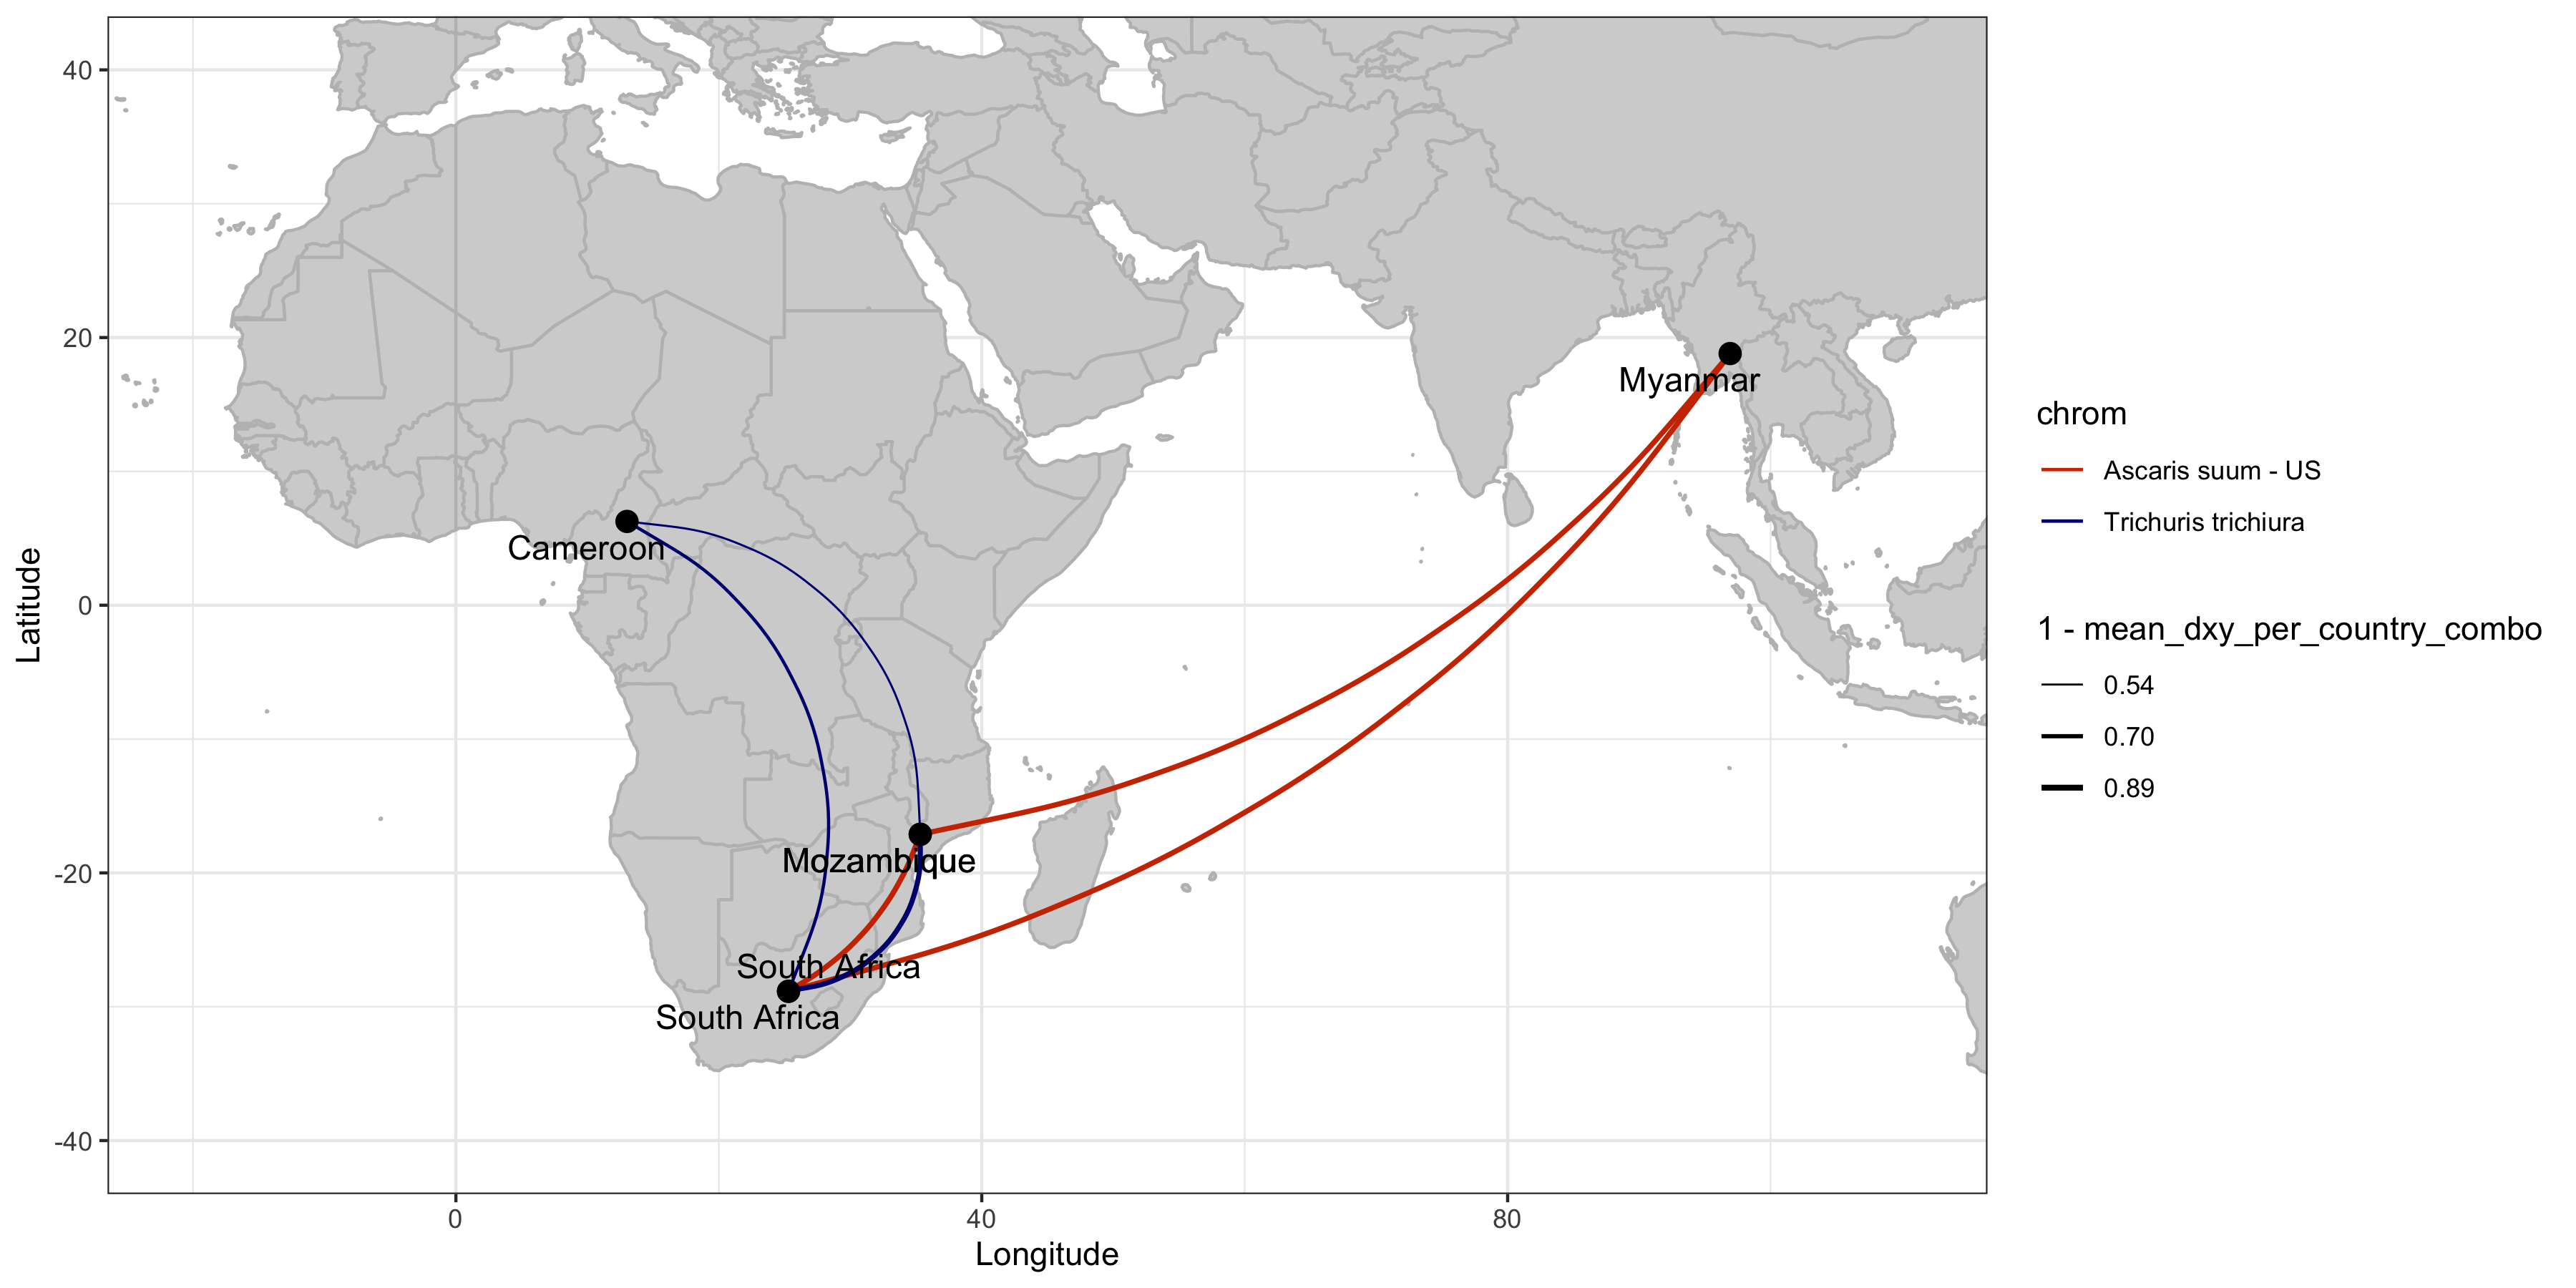 40
20
0
-20
-40
Latitude
Myanmar
Cameroon
Mozambique
South Africa
South Africa
0
40
80
Longitude
chrom
Ascaris suum - US
Trichuris trichiura
1 - mean_dxy_per_country_combo
0.54
0.70
0.89